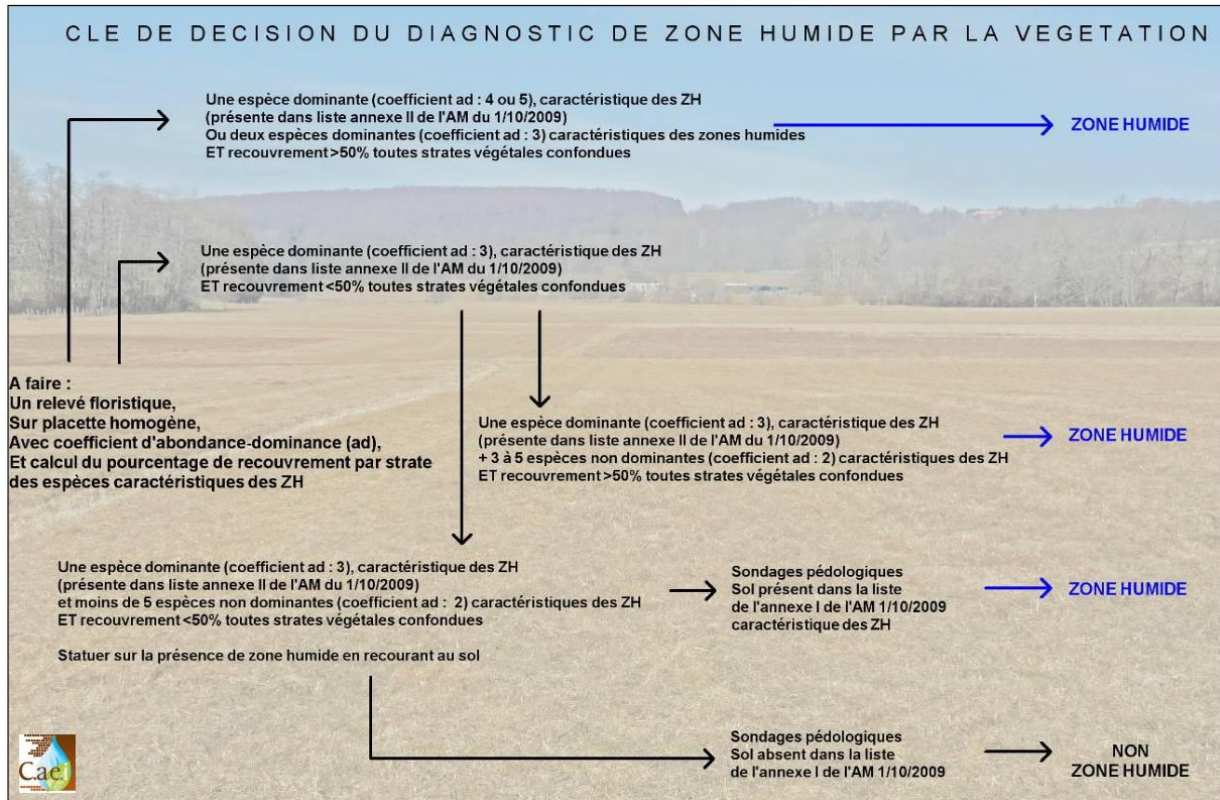 CLE DE DECISION DU DIAGNOSTIC DE ZONE HUMIDE PAR LA VEGETATION
Une espèce dominante (coefficient ad : 4 ou 5), caractéristique des ZH
(présente dans liste annexe II de l'AM du 1/10/2009)
Ou deux espèces dominantes (coefficient ad : 3) caractéristiques des zones humides
ET recouvrement >50% toutes strates végétales confondues
ZONE HUMIDE
Une espèce dominante (coefficient ad : 3), caractéristique des ZH
(présente dans liste annexe II de l'AM du 1/10/2009)
ET recouvrement <50% toutes strates végétales confondues
A faire :
Un relevé floristique,
Sur placette homogène,
Avec coefficient d'abondance-dominance (ad),
Et calcul du pourcentage de recouvrement par strate
des espèces caractéristiques des ZH
Une espèce dominante (coefficient ad : 3), caractéristique des ZH
(présente dans liste annexe II de l'AM du 1/10/2009)
+ 3 à 5 espèces non dominantes (coefficient ad : 2) caractéristiques des ZH
ET recouvrement >50% toutes strates végétales confondues
ZONE HUMIDE
Une espèce dominante (coefficient ad : 3), caractéristique des ZH
(présente dans liste annexe II de l'AM du 1/10/2009)
et moins de 5 espèces non dominantes (coefficient ad : 2) caractéristiques des ZH
ET recouvrement <50% toutes strates végétales confondues
Statuer sur la présence de zone humide en recourant au sol
Sondages pédologiques
Sol présent dans la liste
de l'annexe I de l'AM 1/10/2009
caractéristique des ZH
ZONE HUMIDE
Sondages pédologiques
Sol absent dans la liste
de l'annexe I de l'AM 1/10/2009
NON
ZONE HUMIDE
C.ae.i